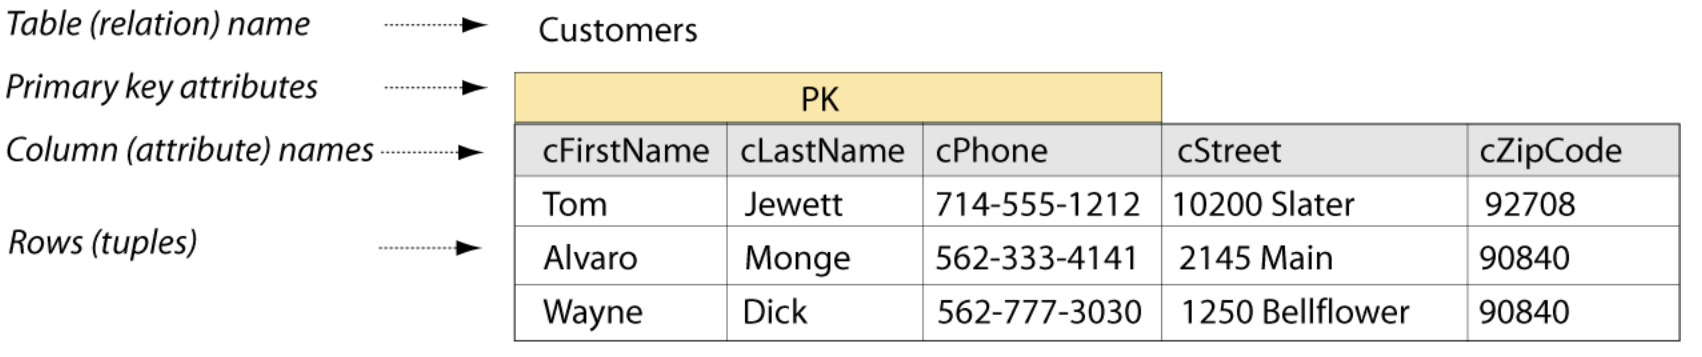 Table (relation) name Customers
Primary key attributes PK
Column (attribute) names cFirstName cLastName cPhone cStreet cZipCode
Tom Jewett 714-555-1212 10200 Slater 92708
Rows (tuples) Alvaro Monge 562-333-4141 2145 Main 90840
Wayne Dick 562-777-3030 1250 Bellflower 90840